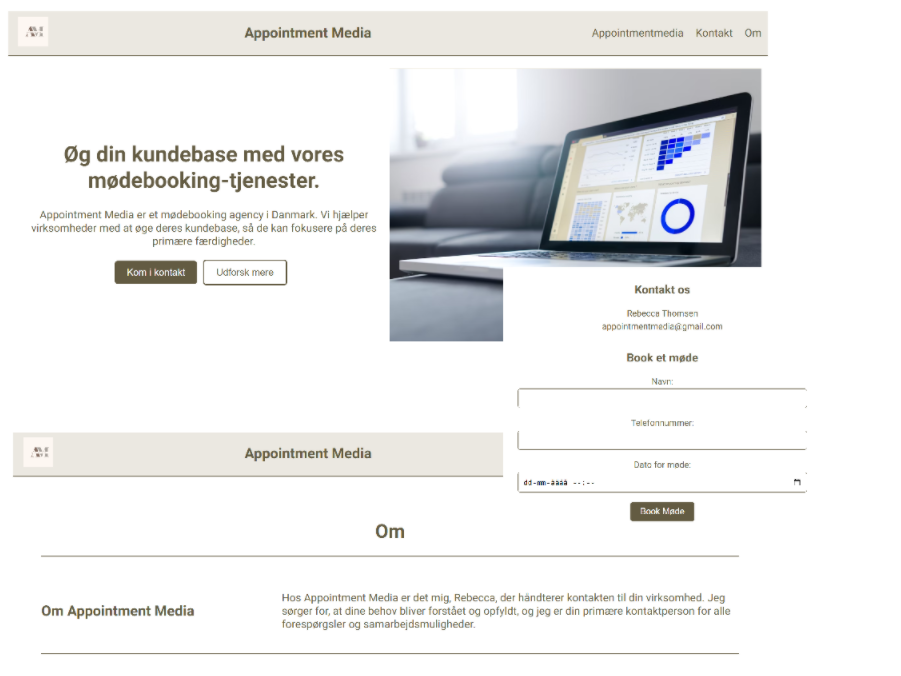 Appointment Media
Appointmentmedia Kontakt Om
Øg din kundebase med vores
mødebooking-tjenester.
Appointment Media er et mødebooking agency i Danmark. Vi hjælper
virksomheder med at øge deres kundebase, så de kan fokusere på deres
primære færdigheder.
Kom i kontakt
Udforsk mere
Kontakt os
Rebecca Thomsen
appointmentmedia@gmail.com
Book et møde
Navn:
Telefonnummer:
Dato for møde:
dd-mm-åååå --:--
Book Møde
Appointment Media
Om
Om Appointment Media
Hos Appointment Media er det mig, Rebecca, der håndterer kontakten til din virksomhed. Jeg
sørger for, at dine behov bliver forstået og opfyldt, og jeg er din primære kontaktperson for alle
forespørgsler og samarbejdsmuligheder.